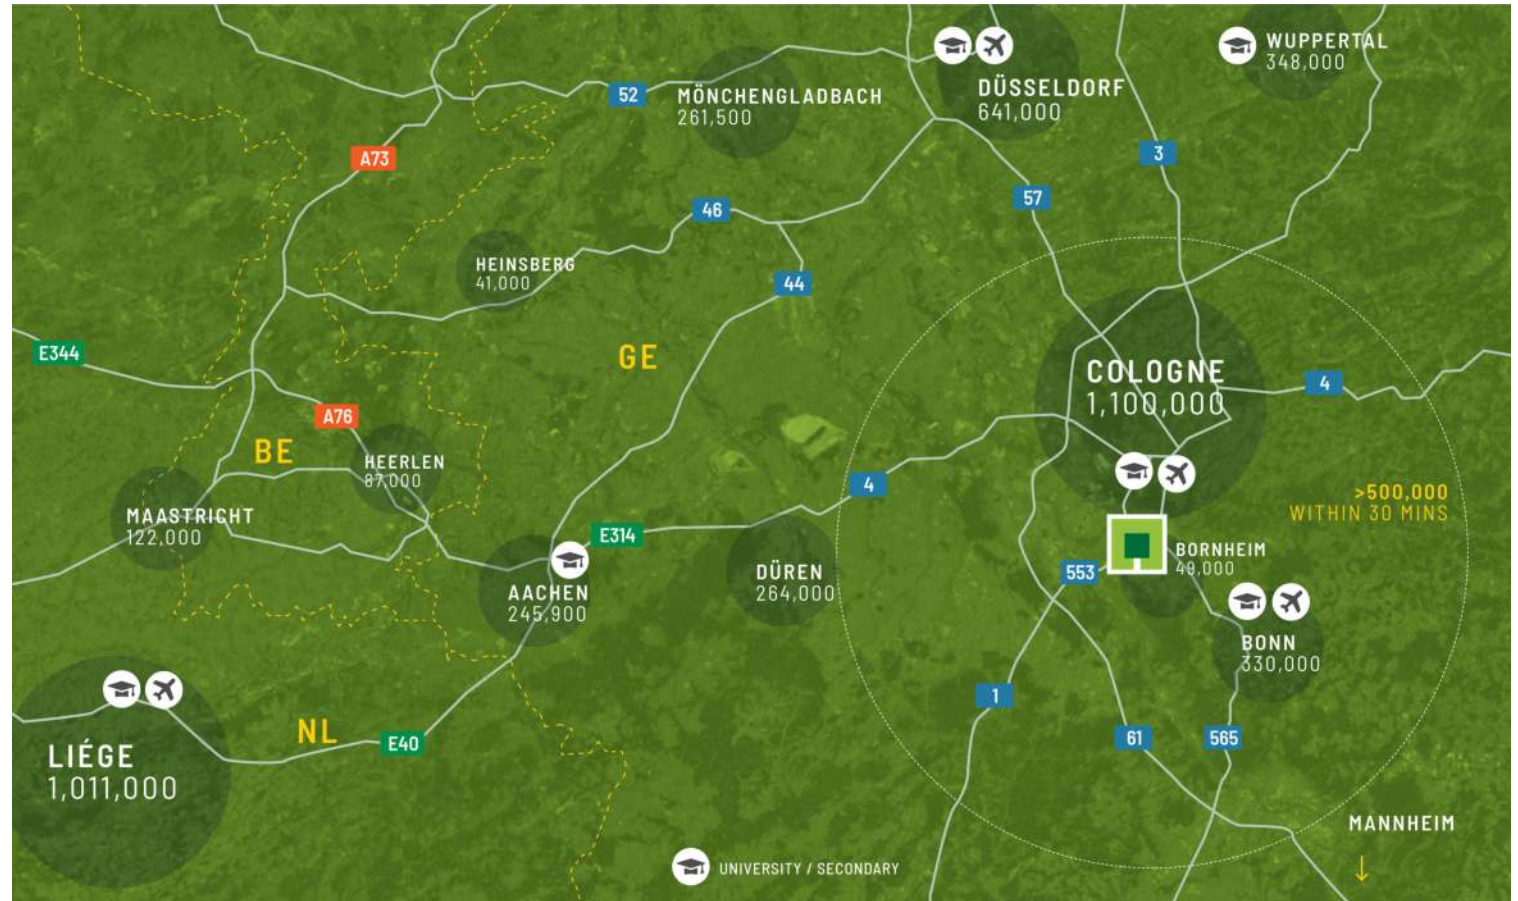 WUPPERTAL
348,000
DÜSSELDORF
641,000
52
MÖNCHENGLADBACH
261,500
A73
3
57
46
HEINSBERG
41,000
44
E344
GE
COLOGNE
1,100,000
4
A76
BE
HEERLEN
87,000
4
>500,000
WITHIN 30 MINS
MAASTRICHT
122,000
E314
BORNHEIM
49,000
553
DÜREN
264,000
AACHEN
245,900
BONN
330,000
1
NL
E40
61
565
LIÉGE
1,011,000
MANNHEIM
UNIVERSITY / SECONDARY